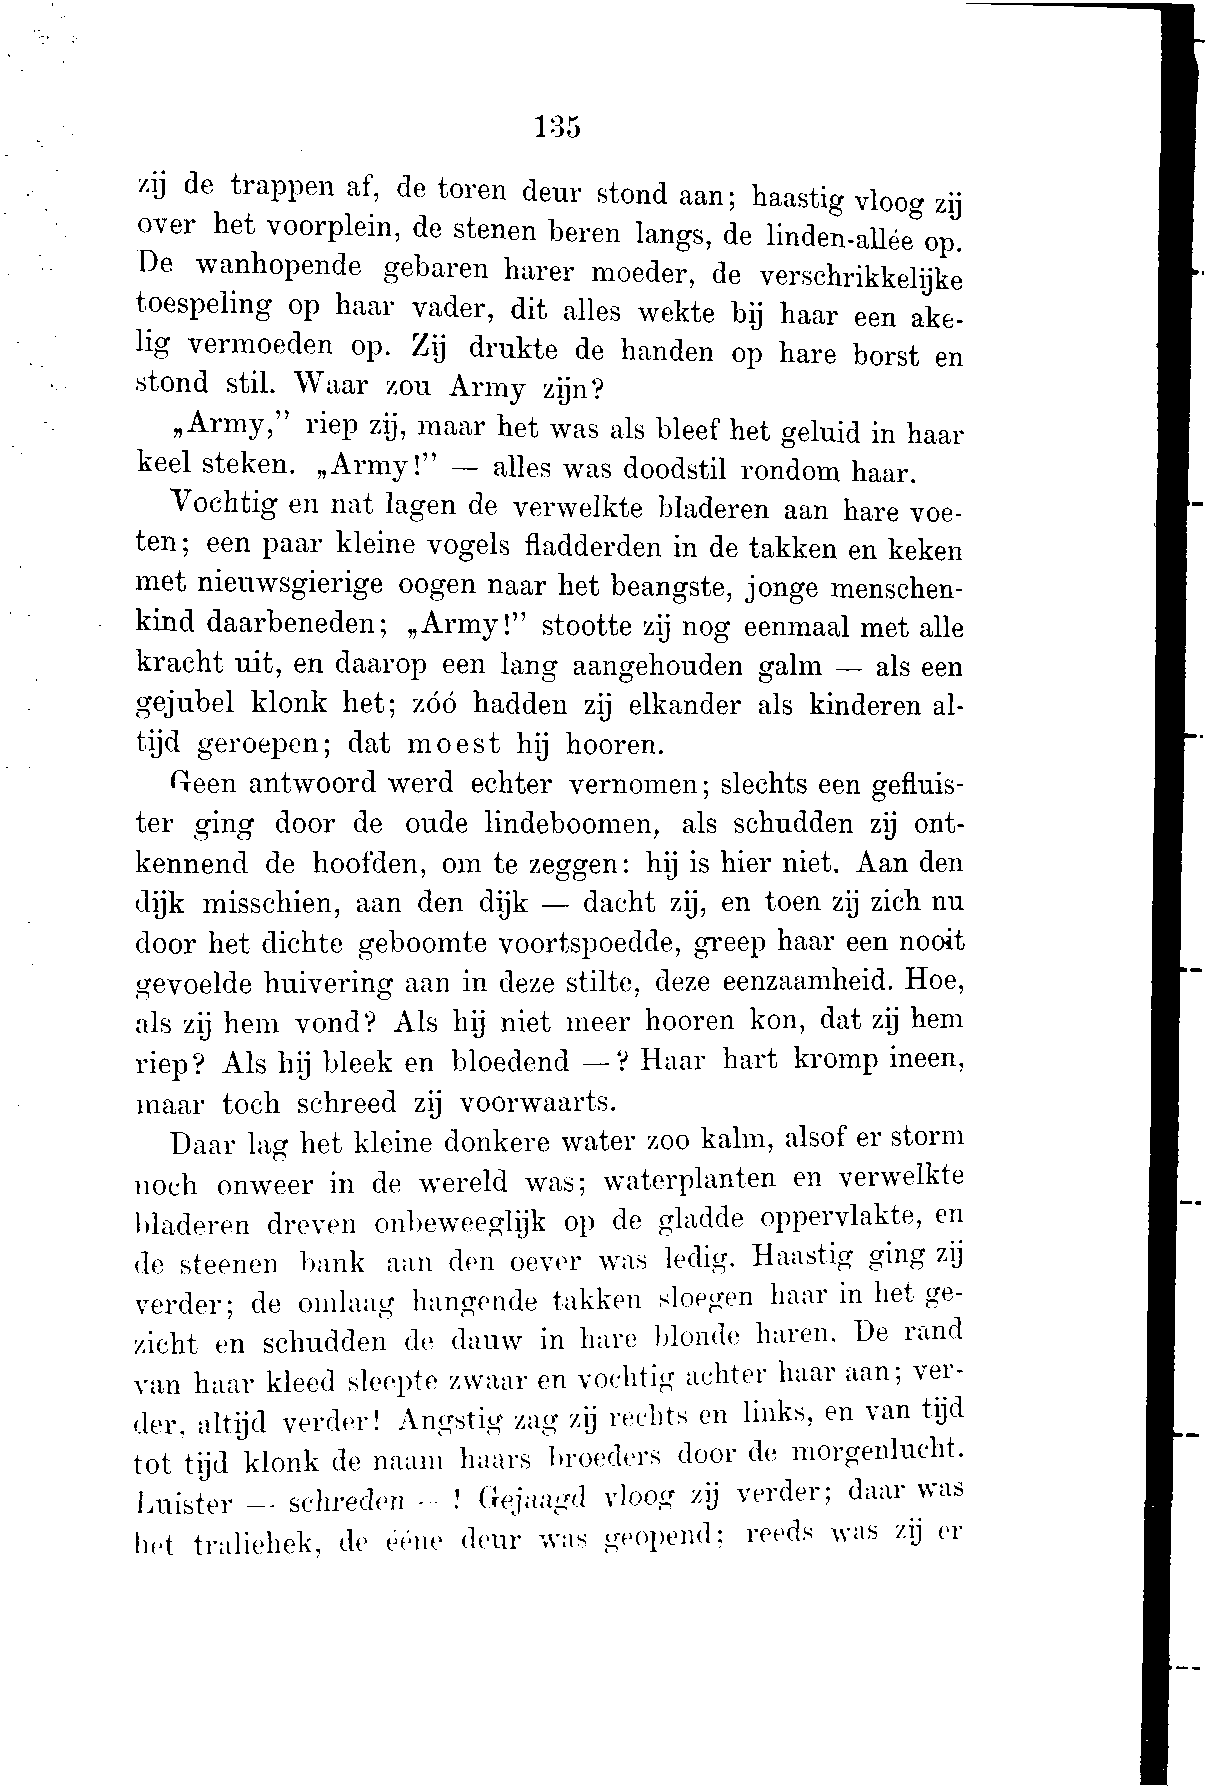 135
zij de trappen af, de toren deur stond aan; haastig vloog zij
over het voorplein, de stenen beren langs, de linden-allée op.
De wanhopende gebaren harer moeder, de verschrikkelijke
toespeling op haar vader, dit alles wekte bij haar een ake-
lig vermoeden op. Zij drukte de handen op hare borst en
stond stil. Waar zou Army zijn?
„Army,” riep zij, maar het was als bleef het geluid in haar
keel steken. „Army!” — alles was doodstil rondom haar.
Vochtig en nat lagen de verwelkte bladeren aan hare voe-
ten; een paar kleine vogels fladderden in de takken en keken
met nieuwsgierige oogen naar het beangste, jonge menschen-
kind daarbeneden; „Army!” stootte zij nog eenmaal met alle
kracht uit, en daarop een lang aangehouden galm — als een
gejubel klonk het; zóó hadden zij elkander als kinderen al-
tijd geroepen; dat moest hij hooren.
Geen antwoord werd echter vernomen; slechts een gefluis-
ter ging door de oude lindeboomen, als schudden zij ont-
kennend de hoofden, om te zeggen: hij is hier niet. Aan den
dijk misschien, aan den dijk — dacht zij, en toen zij zich nu
door het dichte geboomte voortspoedde, greep haar een nooit
gevoelde huivering aan in deze stilte, deze eenzaamheid. Hoe,
als zij hem vond? Als hij niet meer hooren kon, dat zij hem
riep? Als hij bleek en bloedend —? Haar hart kromp ineen,
maar toch schreed zij voorwaarts.
Daar lag het kleine donkere water zoo kalm, alsof er storm
noch onweer in de wereld was; waterplanten en verwelkte
bladeren dreven onbeweeglijk op de gladde oppervlakte, en
de steenen bank aan den oever was ledig. Haastig ging zij
verder; de omlaag hangende takken sloegen haar in het ge-
zicht en schudden de dauw in hare blonde haren. De rand
van haar kleed sleepte zwaar en vochtig achter haar aan; ver-
der, altijd verder! Angstig zag zij rechts en links, en van tijd
tot tijd klonk de naam haars broeders door de morgenlucht.
Luister — schreden — ! Gejaagd vloog zij verder; daar was
het traliehek, de ééne deur was geopend; reeds was zij er